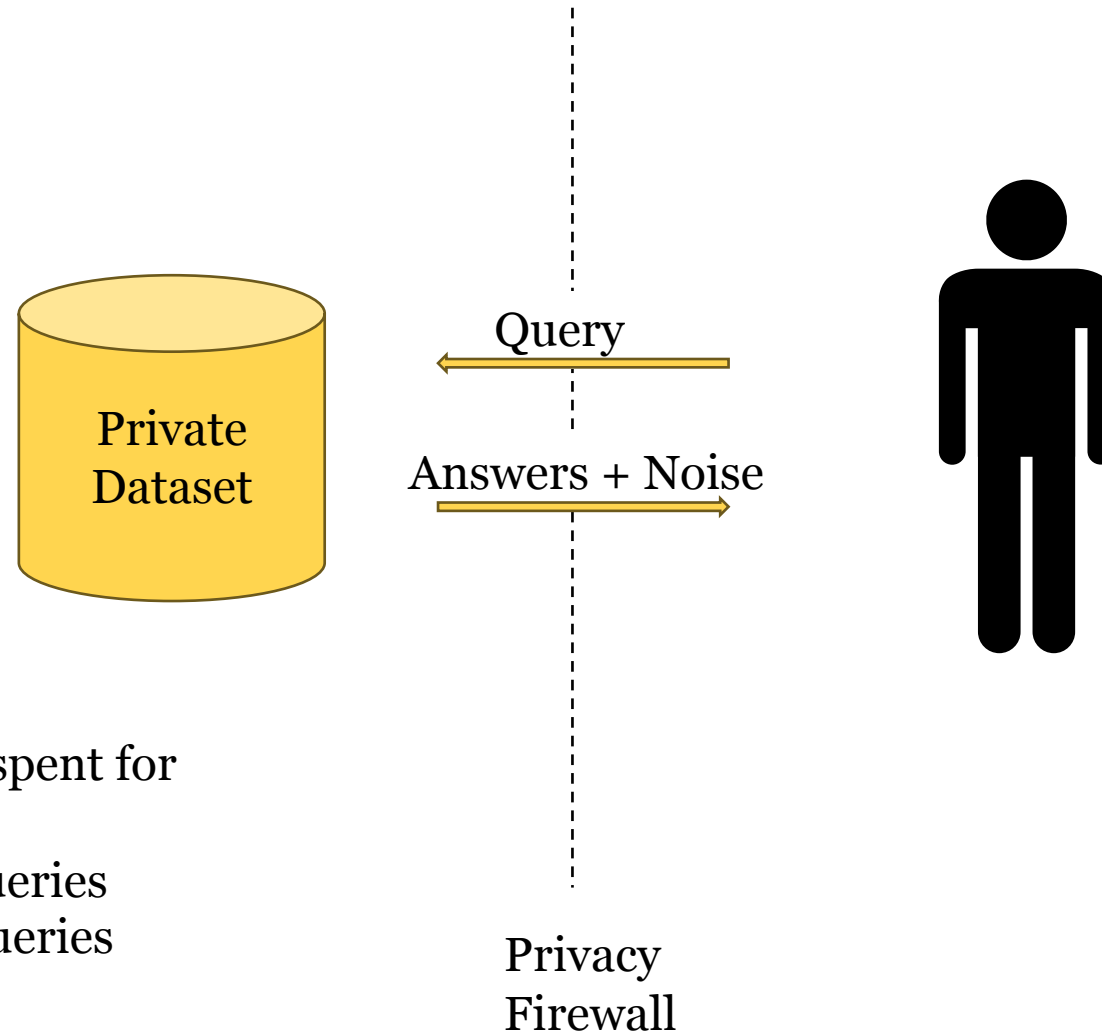 Query
Private
Dataset
Answers + Noise
spent for
ueries
ueries
Privacy
Firewall